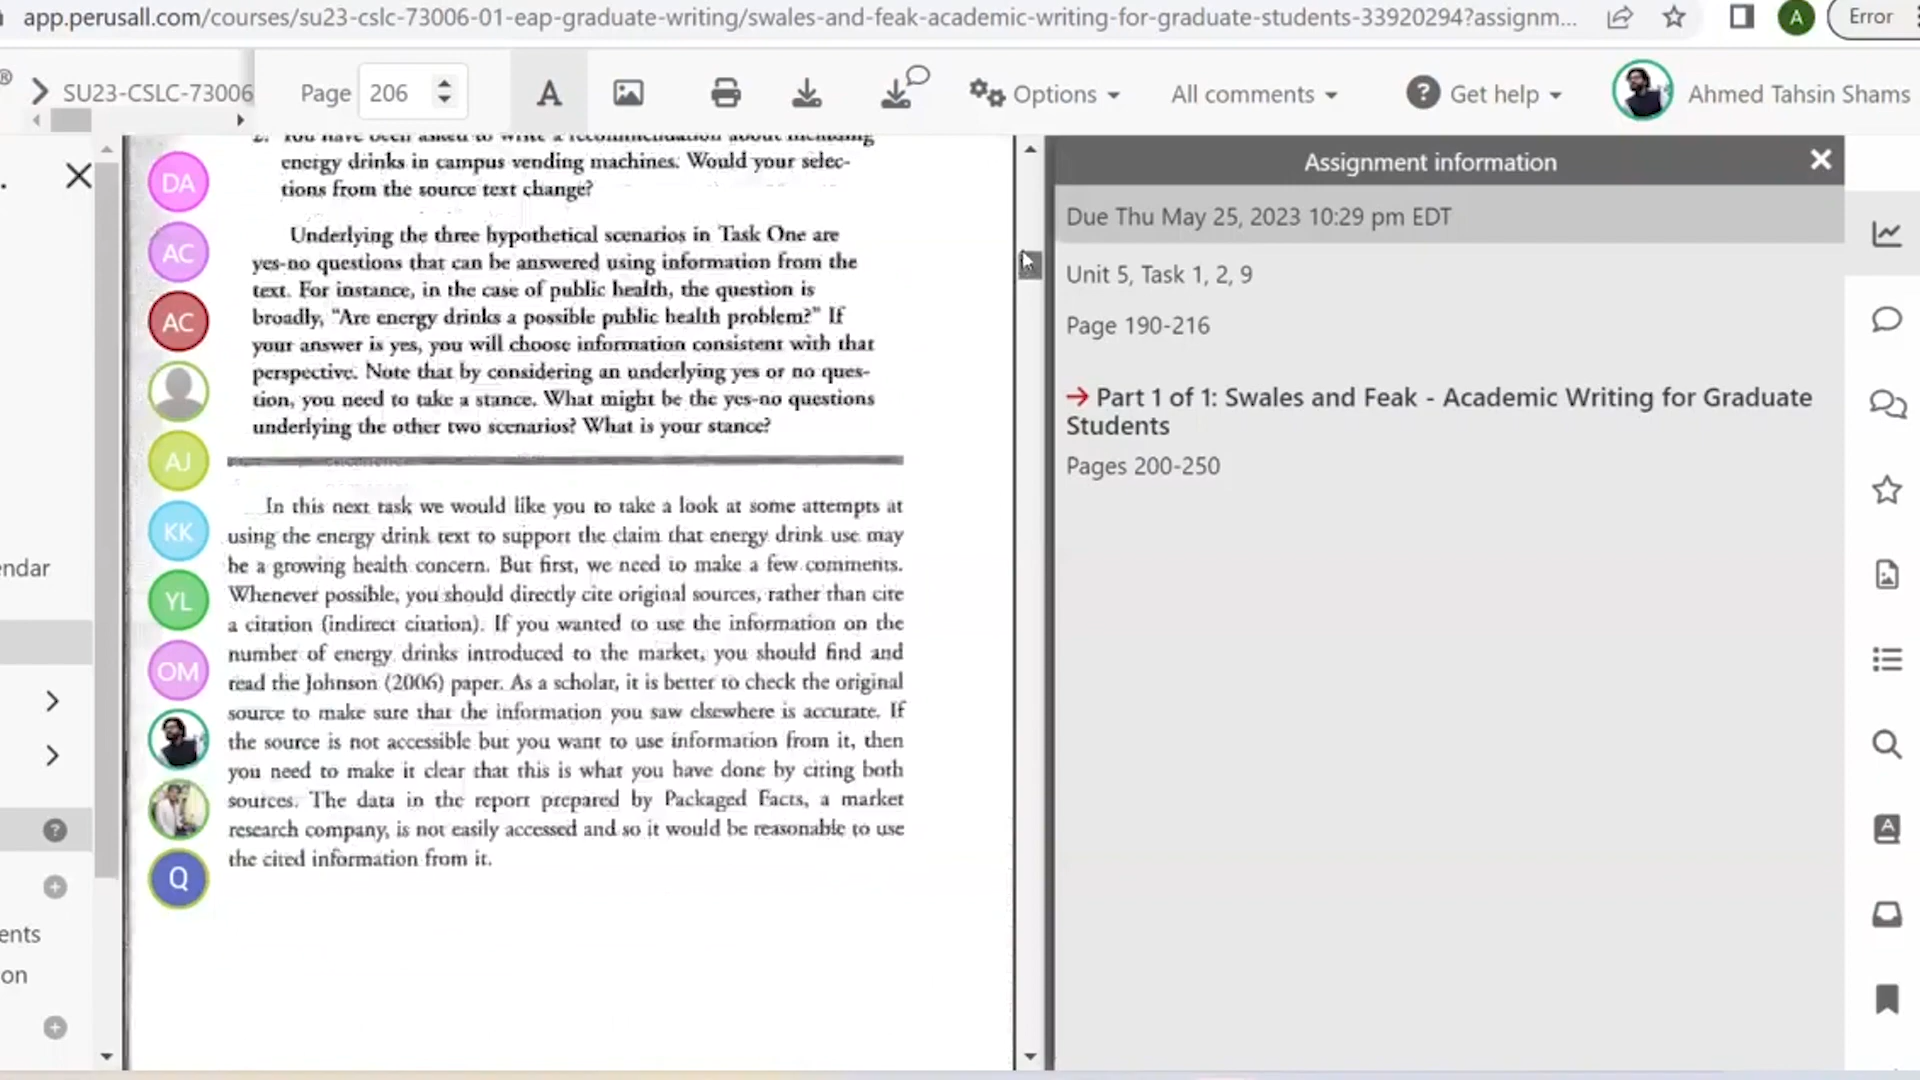 app.perusall.com/courses/su23-cslc-73006-01-eap-graduate-writing/swales-and-feak-academic-writing-for-graduate-students-33920294?assignm...
A
Error
®
SU23-CSLC-73006
Page
206
A
Options
All comments
? Get help
Ahmed Tahsin Shams
endar
?
ents
on
DA
AC
AC
AJ
KK
YL
OM
Q
2. You have been asked to write a recommendation about including
energy drinks in campus vending machines. Would your selec-
tions from the source text change?
Underlying the three hypothetical scenarios in Task One are
yes-no questions that can be answered using information from the
text. For instance, in the case of public health, the question is
broadly, “Are energy drinks a possible public health problem?” If
your answer is yes, you will choose information consistent with that
perspective. Note that by considering an underlying yes or no ques-
tion, you need to take a stance. What might be the yes-no questions
underlying the other two scenarios? What is your stance?
In this next task we would like you to take a look at some attempts at
using the energy drink text to support the claim that energy drink use may
be a growing health concern. But first, we need to make a few comments.
Whenever possible, you should directly cite original sources, rather than cite
a citation (indirect citation). If you wanted to use the information on the
number of energy drinks introduced to the market, you should find and
read the Johnson (2006) paper. As a scholar, it is better to check the original
source to make sure that the information you saw elsewhere is accurate. If
the source is not accessible but you want to use information from it, then
you need to make it clear that this is what you have done by citing both
sources. The data in the report prepared by Packaged Facts, a market
research company, is not easily accessed and so it would be reasonable to use
the cited information from it.
Assignment information
Due Thu May 25, 2023 10:29 pm EDT
Unit 5, Task 1, 2, 9
Page 190-216
→ Part 1 of 1: Swales and Feak - Academic Writing for Graduate
Students
Pages 200-250
A